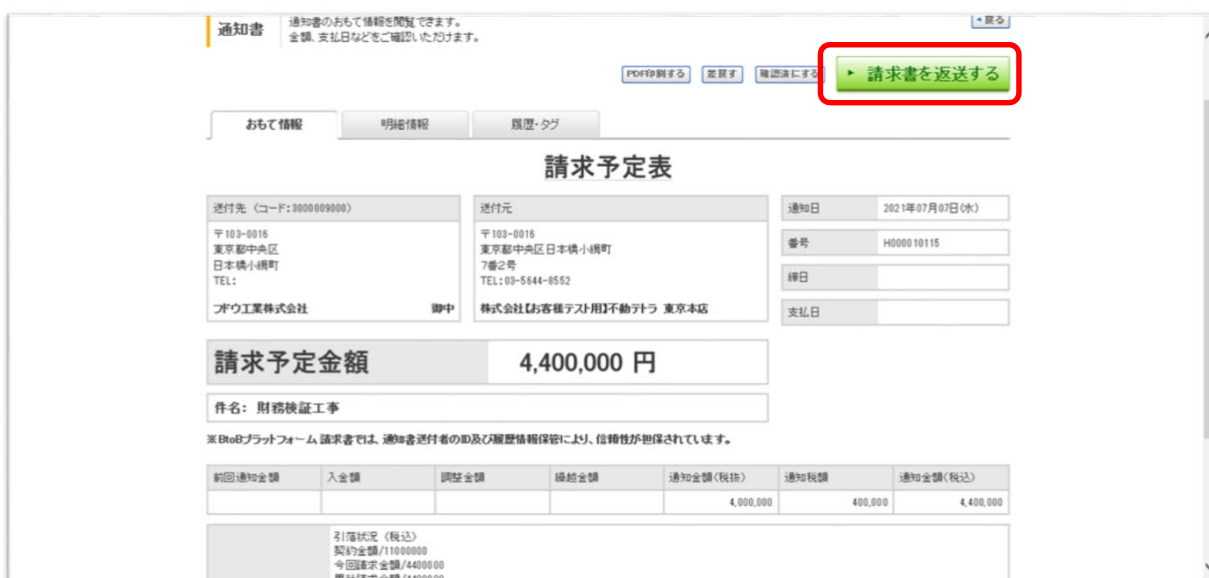 通知書
通知書のおもて情報を閲覧できます。
金額、支払日などをご確認いただけます。
戻る
PDF印刷する
差戻す
確認済にする
請求書を返送する
おもて情報
明細情報
履歴・タグ
請求予定表
送付先（コード:3000009000）
〒103-0016
東京都中央区
日本橋小網町
TEL:
フドウ工業株式会社 御中
送付元
〒103-0016
東京都中央区日本橋小網町
7番2号
TEL:03-5644-8552
株式会社【お客様テスト用】不動テトラ 東京本店
通知日 2021年07月07日(水)
番号 H000010115
締日
支払日
請求予定金額 4,400,000 円
件名: 財務検証工事
※BtoBプラットフォーム 請求書では、通知書送付者のID及び履歴情報保管により、信頼性が担保されています。
前回通知金額 入金額 調整金額 繰越金額 通知金額(税抜) 通知税額 通知金額(税込)
4,000,000 400,000 4,400,000
引落状況（税込）
契約金額/11000000
今回請求金額/4400000
累計請求金額/4400000